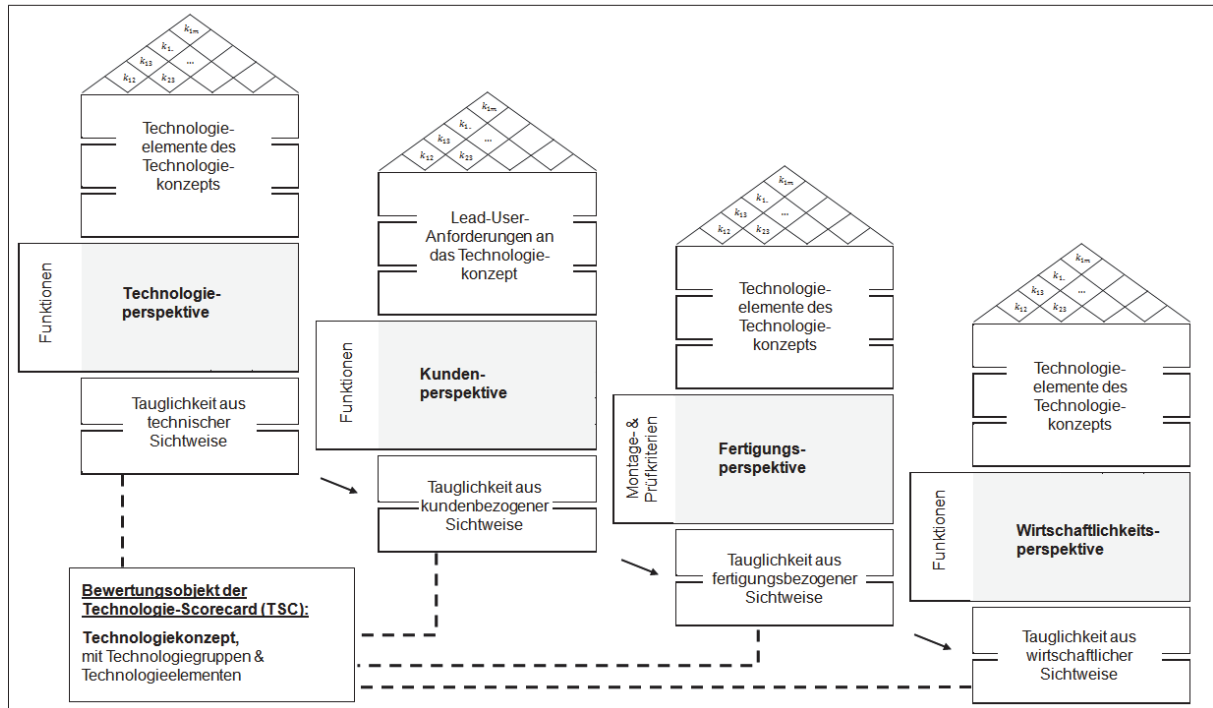 k1m
k1.
k13
...
k12
k23
Technologie-
elemente des
Technologie-
konzepts
Funktionen
Technologie-
perspektive
Tauglichkeit aus
technischer
Sichtweise
k1m
k1.
k13
...
k12
k23
Lead-User-
Anforderungen an
das Technologie-
konzept
Funktionen
Kunden-
perspektive
Tauglichkeit aus
kundenbezogener
Sichtweise
k1m
k1.
k13
...
k12
k23
Technologie-
elemente des
Technologie-
konzepts
Montage- &
Prüfkriterien
Fertigungs-
perspektive
Tauglichkeit aus
fertigungsbezogener
Sichtweise
k1m
k1.
k13
...
k12
k23
Technologie-
elemente des
Technologie-
konzepts
Funktionen
Wirtschaftlichkeits-
perspektive
Tauglichkeit aus
wirtschaftlicher
Sichtweise
Bewertungsobjekt der
Technologie-Scorecard (TSC):
Technologiekonzept,
mit Technologiegruppen &
Technologieelementen